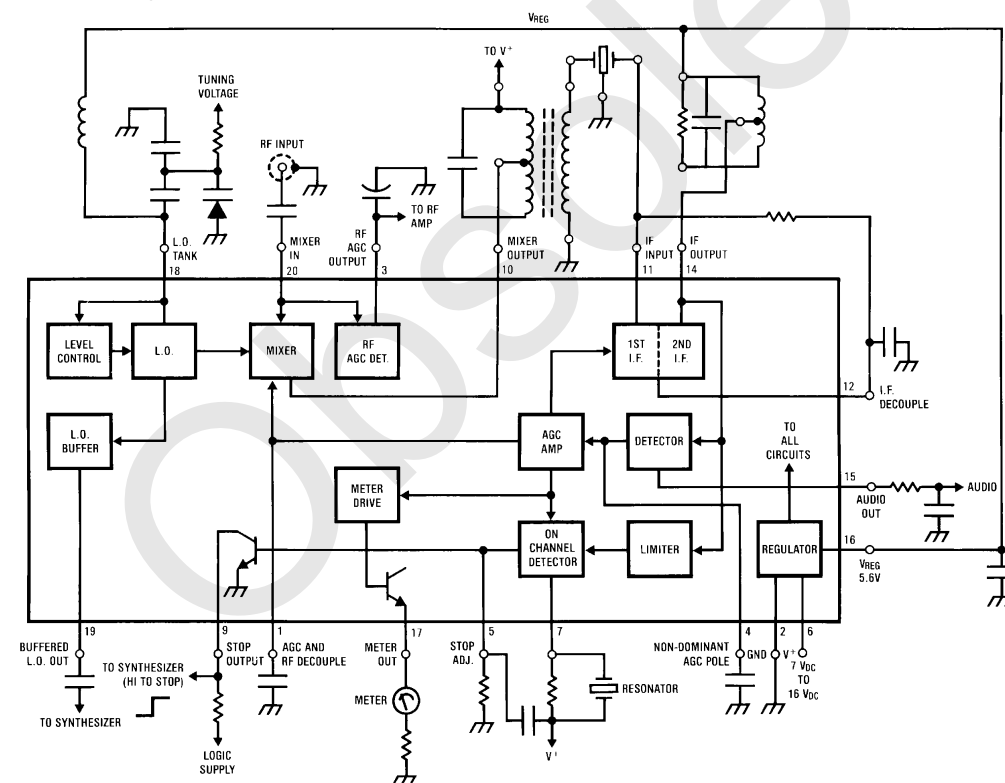 VREG
TO V+
TUNING
VOLTAGE
RF INPUT
TO RF
AMP
L.O.
TANK
18
MIXER
IN
20
RF
AGC
OUTPUT
3
MIXER
OUTPUT
10
IF
INPUT
11
IF
OUTPUT
14
LEVEL
CONTROL
L.O.
MIXER
RF
AGC DET.
1ST
I.F.
2ND
I.F.
12
I.F.
DECOUPLE
L.O.
BUFFER
AGC
AMP
DETECTOR
TO
ALL
CIRCUITS
METER
DRIVE
15
AUDIO
OUT
AUDIO
ON
CHANNEL
DETECTOR
LIMITER
REGULATOR
16
VREG
5.6V
19
BUFFERED
L.O. OUT
9
STOP
OUTPUT
1
AGC AND
RF DECOUPLE
17
METER
OUT
5
STOP
ADJ.
7
4
NON-DOMINANT
AGC POLE
2
GND
6
V+
7 VDC
TO
16 VDC
TO SYNTHESIZER
(HI TO STOP)
METER
RESONATOR
TO SYNTHESIZER
LOGIC
SUPPLY
V+
Obsole